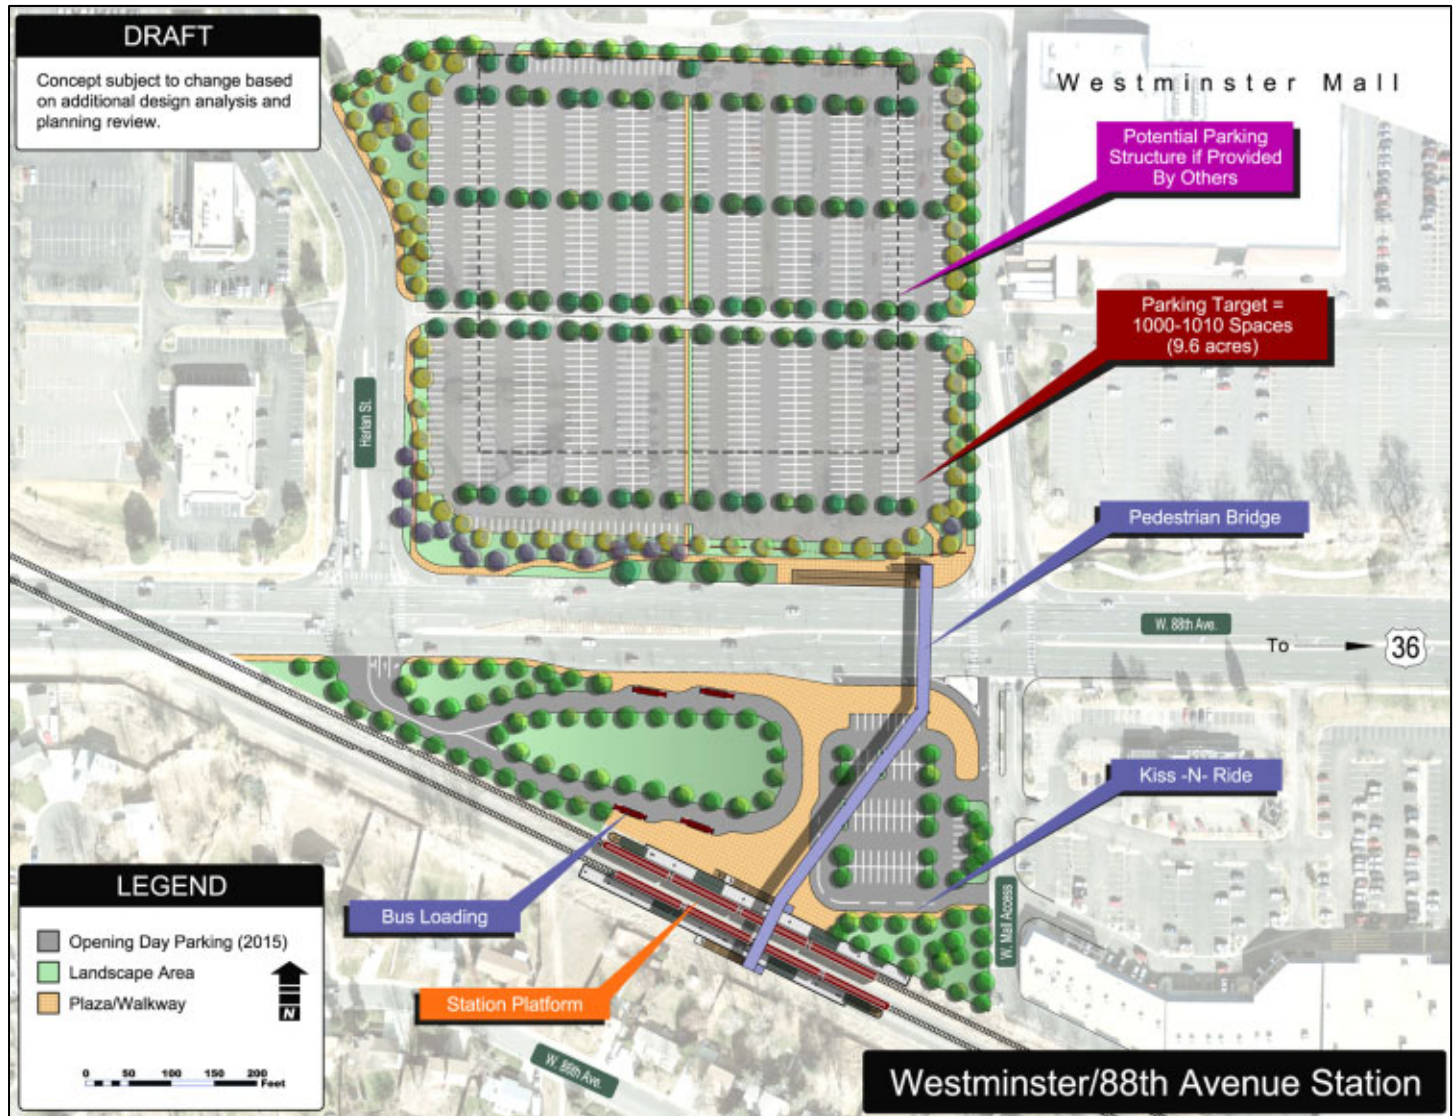 DRAFT
Concept subject to change based
on additional design analysis and
planning review.
Westminster Mall
Potential Parking
Structure if Provided
By Others
Parking Target =
1000-1010 Spaces
(9.6 acres)
Harlan St.
Pedestrian Bridge
W. 88th Ave.
To
36
Kiss -N- Ride
LEGEND
Opening Day Parking (2015)
Landscape Area
Plaza/Walkway
N
0 50 100 150 200
Feet
Bus Loading
Station Platform
W. Mall Access
W. 86th Ave.
Westminster/88th Avenue Station